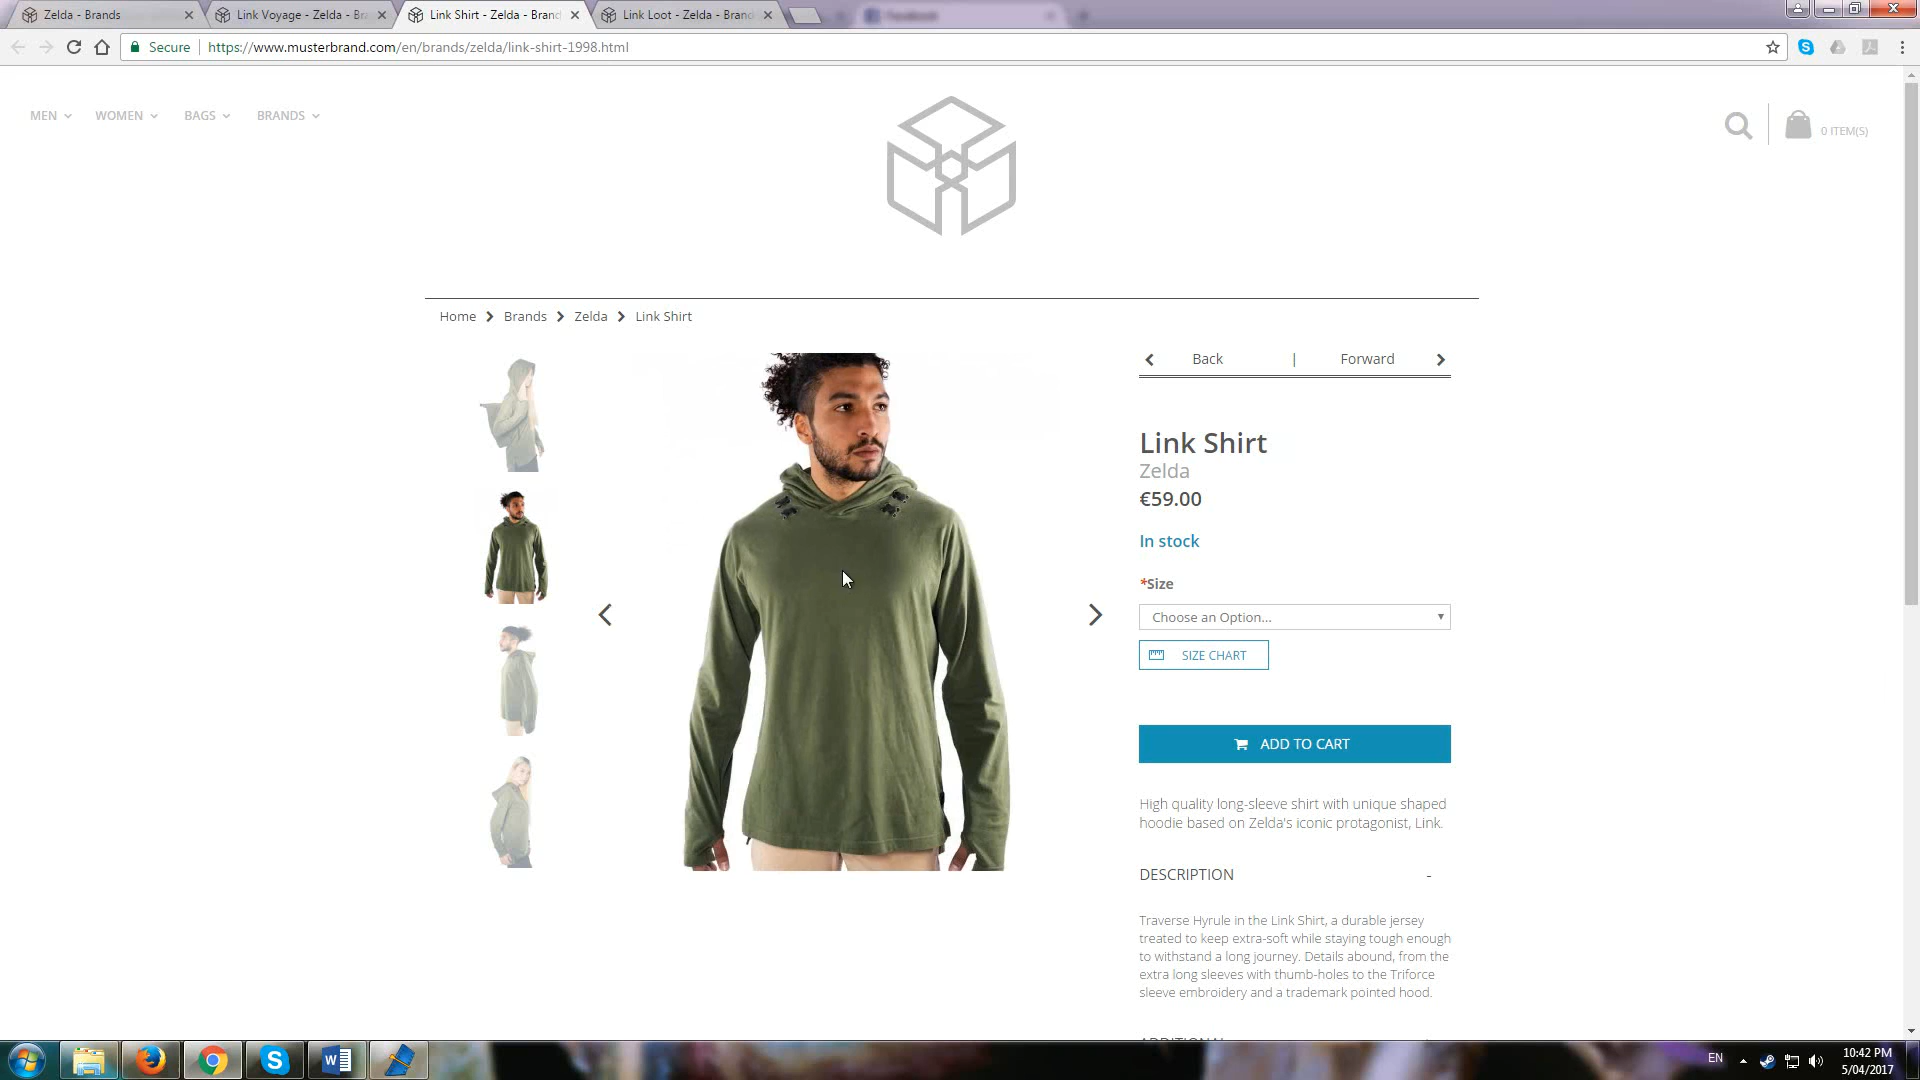 Zelda - Brands
Link Voyage - Zelda - Bra
Link Shirt - Zelda - Brand
Link Loot - Zelda - Brand
Facebook
Secure
https://www.musterbrand.com/en/brands/zelda/link-shirt-1998.html
MEN
WOMEN
BAGS
BRANDS
0 ITEM(S)
Home
Brands
Zelda
Link Shirt
Back
|
Forward
Link Shirt
Zelda
€59.00
In stock
*Size
Choose an Option...
SIZE CHART
ADD TO CART
High quality long-sleeve shirt with unique shaped
hoodie based on Zelda's iconic protagonist, Link.
DESCRIPTION -
Traverse Hyrule in the Link Shirt, a durable jersey
treated to keep extra-soft while staying tough enough
to withstand a long journey. Details abound, from the
extra long sleeves with thumb-holes to the Triforce
sleeve embroidery and a trademark pointed hood.
EN
10:42 PM
5/04/2017